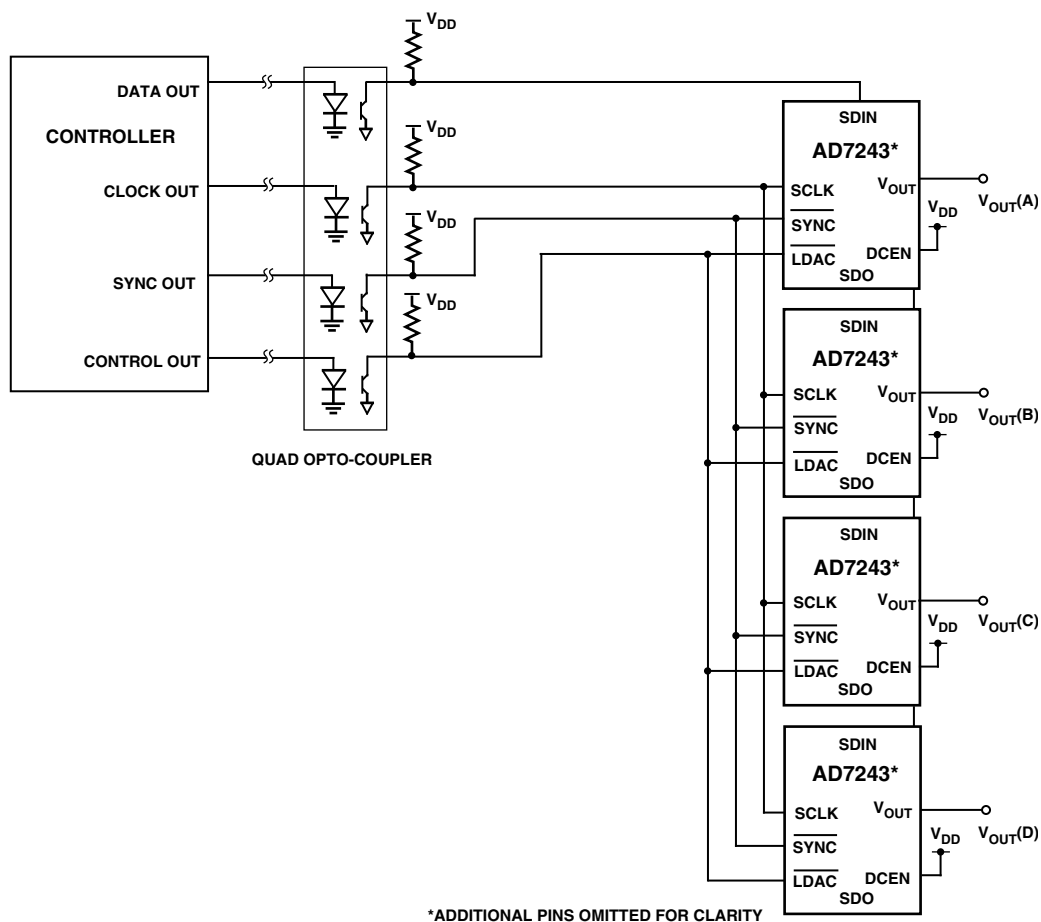 VDD
DATA OUT
CONTROLLER
VDD
CLOCK OUT
VDD
SYNC OUT
VDD
CONTROL OUT
QUAD OPTO-COUPLER
SDIN
AD7243*
SCLK
VOUT
VOUT(A)
SYNC
VDD
LDAC
DCEN
SDO
SDIN
AD7243*
SCLK
VOUT
VOUT(B)
SYNC
VDD
LDAC
DCEN
SDO
SDIN
AD7243*
SCLK
VOUT
VOUT(C)
SYNC
VDD
LDAC
DCEN
SDO
SDIN
AD7243*
SCLK
VOUT
VOUT(D)
SYNC
VDD
LDAC
DCEN
SDO
*ADDITIONAL PINS OMITTED FOR CLARITY